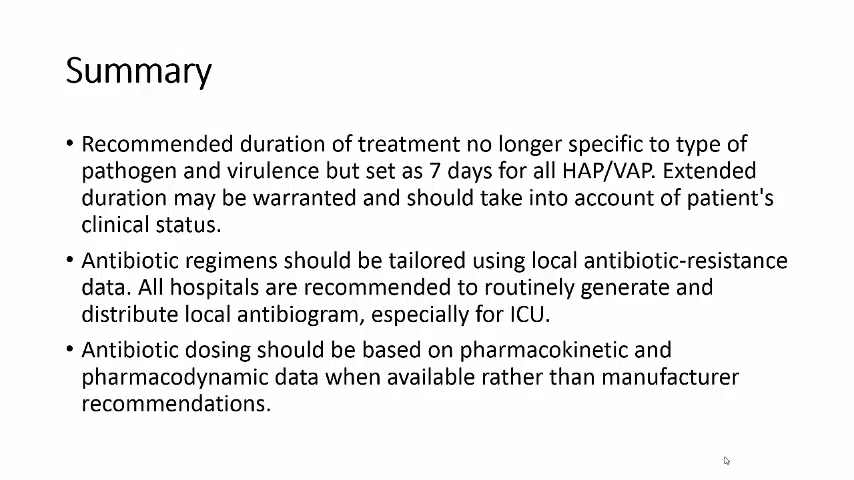 Summary
• Recommended duration of treatment no longer specific to type of
pathogen and virulence but set as 7 days for all HAP/VAP. Extended
duration may be warranted and should take into account of patient's
clinical status.
• Antibiotic regimens should be tailored using local antibiotic-resistance
data. All hospitals are recommended to routinely generate and
distribute local antibiogram, especially for ICU.
• Antibiotic dosing should be based on pharmacokinetic and
pharmacodynamic data when available rather than manufacturer
recommendations.